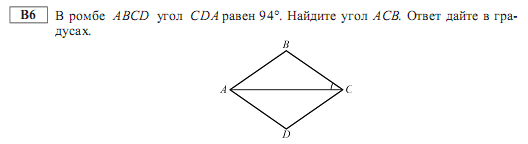 B6 В ромбе ABCD угол CDA равен 94°. Найдите угол ACB. Ответ дайте в гра-
дусах.
B
A
C
D